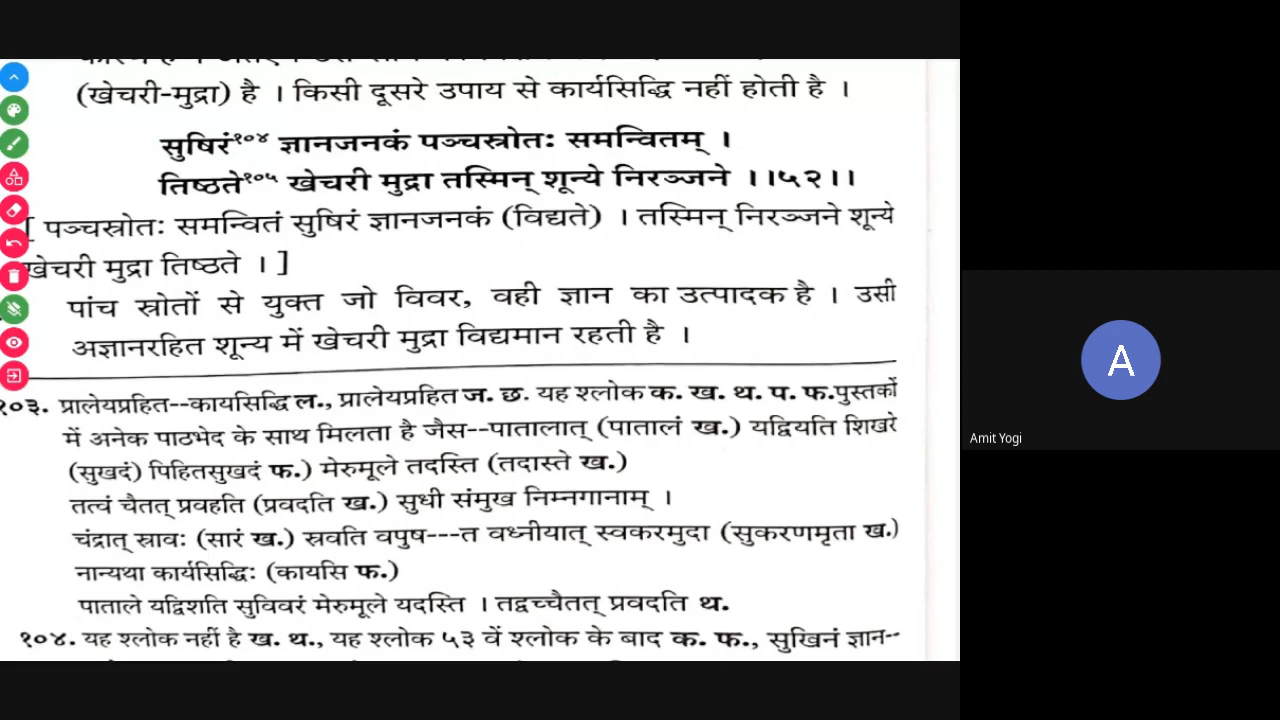 (खेचरी-मुद्रा) है । किसी दूसरे उपाय से कार्यसिद्धि नहीं होती है ।
सुषिरं१०४ ज्ञानजनकं पञ्चस्रोतः समन्वितम् ।
तिष्ठते१०५ खेचरी मुद्रा तस्मिन् शून्ये निरञ्जने ।।५२।।
[ पञ्चस्रोतः समन्वितं सुषिरं ज्ञानजनकं (विद्यते) । तस्मिन् निरञ्जने शून्ये
खेचरी मुद्रा तिष्ठते । ]
पांच स्रोतों से युक्त जो विवर, वही ज्ञान का उत्पादक है । उसी
अज्ञानरहित शून्य में खेचरी मुद्रा विद्यमान रहती है ।
१०३. प्रालेयप्रहित--कायसिद्धि ल., प्रालेयप्रहित ज. छ. यह श्लोक क. ख. थ. प. फ.पुस्तकों
में अनेक पाठभेद के साथ मिलता है जैस--पातालात् (पातालं ख.) यद्वियति शिखरे
(सुखदं) पिहितसुखदं फ.) मेरुमूले तदस्ति (तदास्ते ख.)
तत्वं चैतत् प्रवहति (प्रवदति ख.) सुधी संमुख निम्नगानाम् ।
चंद्रात् स्रावः (सारं ख.) स्रवति वपुष---त वध्नीयात् स्वकरमुदा (सुकरणमृता ख.)
नान्यथा कार्यसिद्धिः (कायसि फ.)
पाताले यद्विशति सुविवरं मेरुमूले यदस्ति । तद्वच्चैतत् प्रवदति थ.
१०४. यह श्लोक नहीं है ख. थ., यह श्लोक ५३ वें श्लोक के बाद क. फ., सुखिनं ज्ञान--
A
Amit Yogi